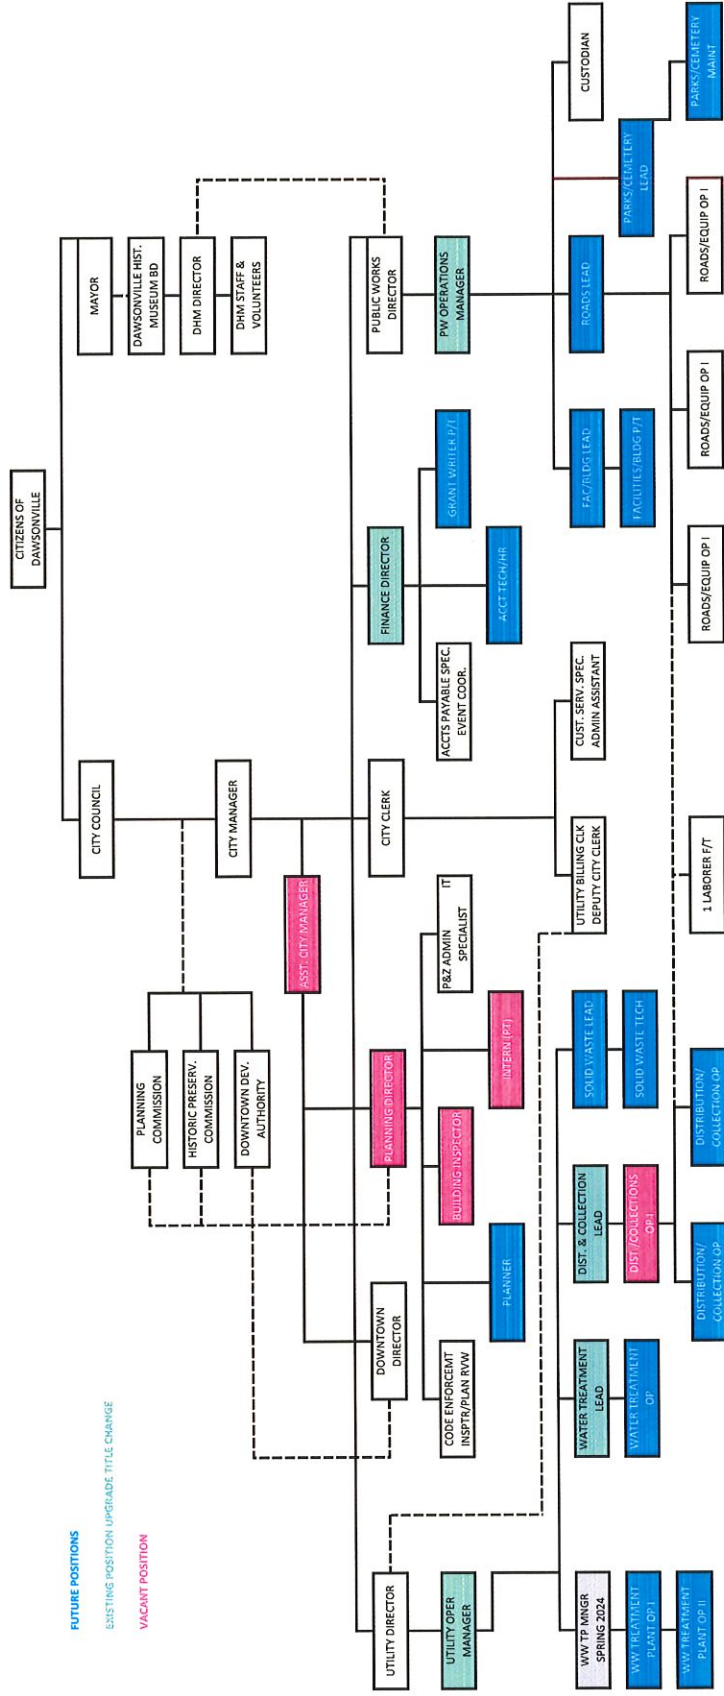 CITIZENS OF
DAWSONVILLE
CITY COUNCIL
MAYOR
DAWSONVILLE HIST.
MUSEUM BD
DHM DIRECTOR
DHM STAFF &
VOLUNTEERS
PLANNING
COMMISSION
HISTORIC PRESERV.
COMMISSION
DOWNTOWN DEV.
AUTHORITY
CITY MANAGER
ASST. CITY MANAGER
FUTURE POSITIONS
EXISTING POSITION UPGRADE TITLE CHANGE
VACANT POSITION
UTILITY DIRECTOR
DOWNTOWN
DIRECTOR
PLANNING DIRECTOR
CITY CLERK
FINANCE DIRECTOR
PUBLIC WORKS
DIRECTOR
UTILITY OPER
MANAGER
CODE ENFORCEMT
INSPTR/PLAN RVW
BUILDING INSPECTOR
P&Z ADMIN IT
SPECIALIST
ACCTS PAYABLE SPEC.
EVENT COOR.
GRANT WRITER P/T
PW OPERATIONS
MANAGER
PLANNER
INTERN (PT)
ACCT TECH/HR
WW TP MNGR
SPRING 2024
WATER TREATMENT
LEAD
DIST. & COLLECTION
LEAD
SOLID WASTE LEAD
UTILITY BILLING CLK
DEPUTY CITY CLERK
CUST. SERV. SPEC.
ADMIN ASSISTANT
FAC/BLDG LEAD
ROADS LEAD
CUSTODIAN
WW TREATMENT
PLANT OP I
WATER TREATMENT
OP
DIST /COLLECTIONS
OP I
SOLID WASTE TECH
FACILITIES/BLDG P/T
PARKS/CEMETERY
LEAD
WW TREATMENT
PLANT OP II
DISTRIBUTION/
COLLECTION OP
DISTRIBUTION/
COLLECTION OP
1 LABORER F/T
ROADS/EQUIP OP I
ROADS/EQUIP OP I
ROADS/EQUIP OP I
PARKS/CEMETERY
MAINT